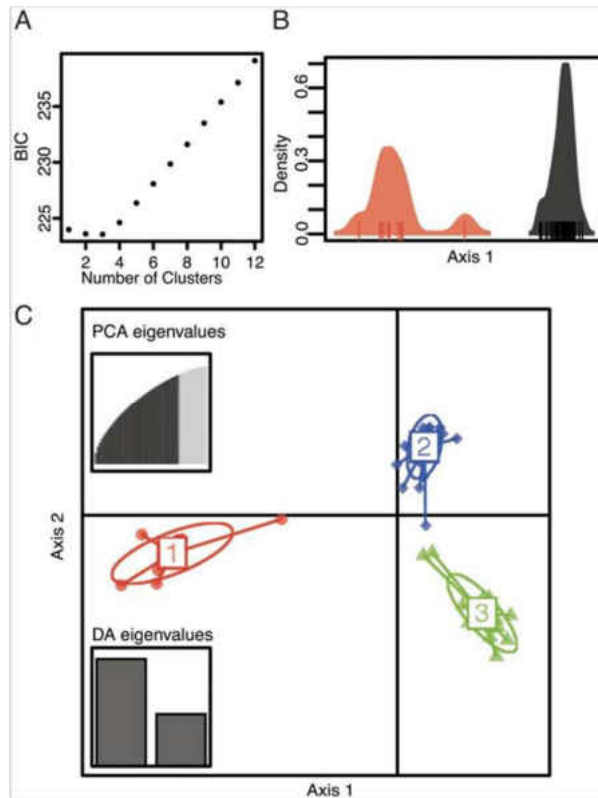 A
BIC
235
230
225
2 4 6 8 10 12
Number of Clusters
B
Density
0.6
0.3
0.0
Axis 1
C
PCA eigenvalues
2
1
3
Axis 2
DA eigenvalues
Axis 1